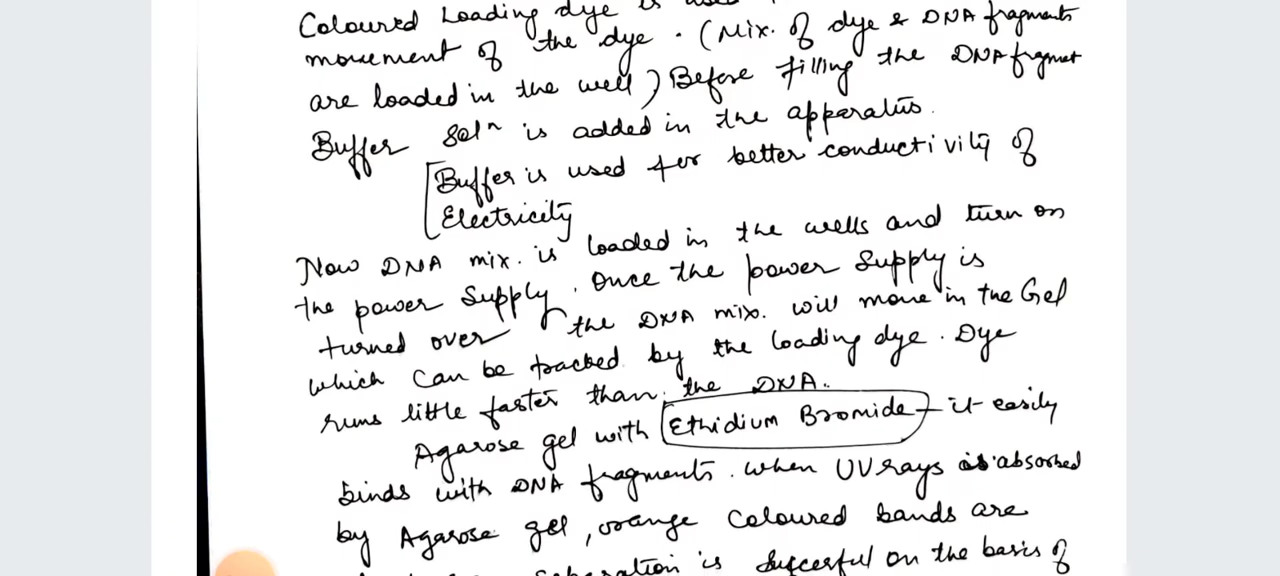 Coloured Loading dye is used
movement of the dye. (Mix. of dye & DNA fragments
are loaded in the well) Before filling the DNA fragmet
Buffer Solⁿ is added in the apparatus.
[Buffer is used for better conductivity of
Electricity
Now DNA mix. is loaded in the wells and turn on
the power Supply. Once the power Supply is
turned over the DNA mix. will move in the Gel
which can be tracked by the loading dye. Dye
runs little faster than the DNA.
Agarose gel with Ethidium Bromide - it easily
binds with DNA fragments. when UV rays is absorbed
by Agarose gel, orange Coloured bands are
Separation is Succesful on the basis of